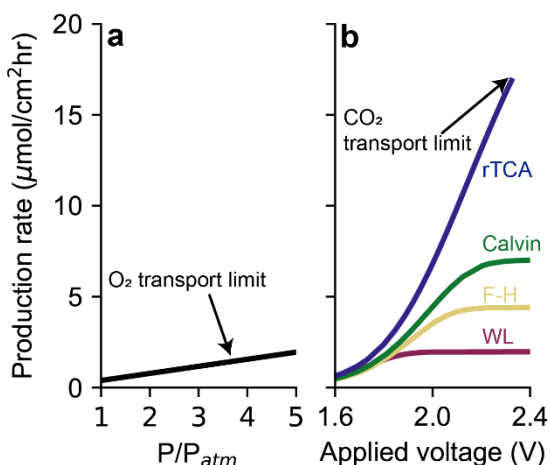 a
b
Production rate (µmol/cm²hr)
20
15
10
5
0
O₂ transport limit
1
2
3
4
5
P/Patm
CO₂
transport limit
rTCA
Calvin
F-H
WL
1.6
2.0
2.4
Applied voltage (V)